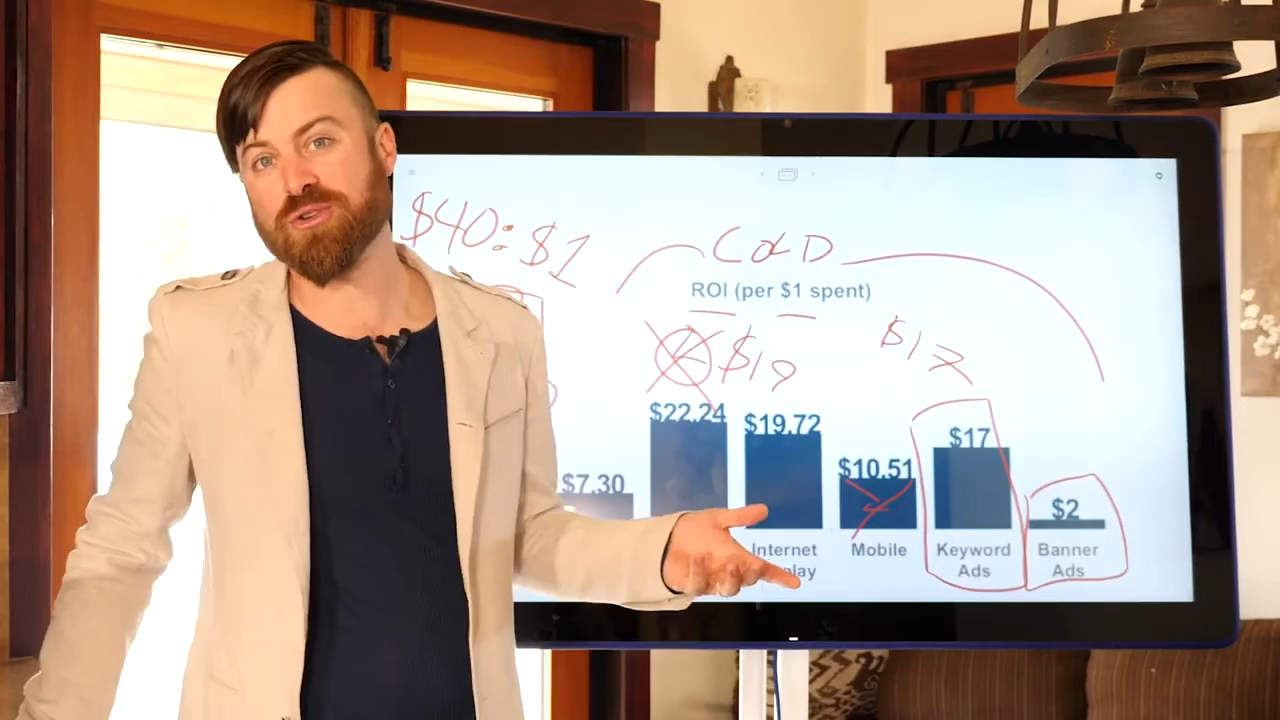 $40:$1
COLD
ROI (per $1 spent)
$19
$17
$7.30
$22.24
$19.72
$10.51
$17
$2
Internet
Mobile
Keyword
Ads
Banner
Ads